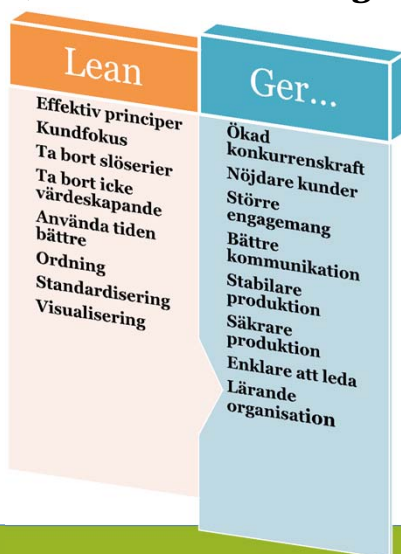 Lean
Effektiv principer
Kundfokus
Ta bort slöserier
Ta bort icke
värdeskapande
Använda tiden
bättre
Ordning
Standardisering
Visualisering
Ger...
Ökad
konkurrenskraft
Nöjdare kunder
Större
engagemang
Bättre
kommunikation
Stabilare
produktion
Säkrare
produktion
Enklare att leda
Lärande
organisation